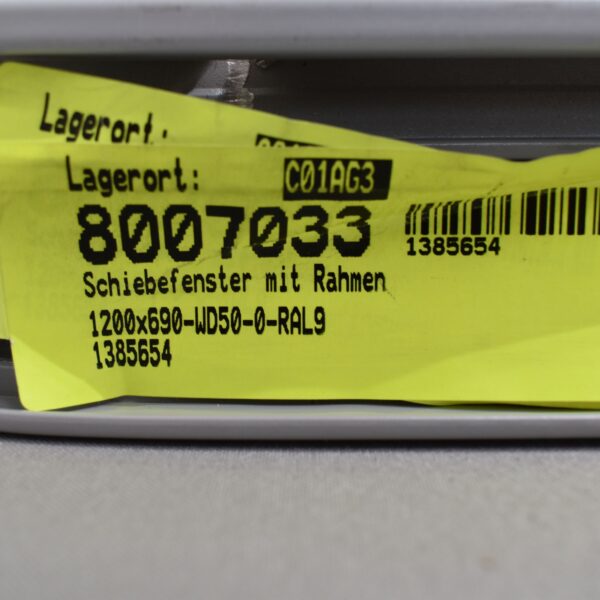 Lagerort:
Lagerort: C01AG3
8007033
1385654
Schiebefenster mit Rahmen
1200x690-WD50-0-RAL9
1385654